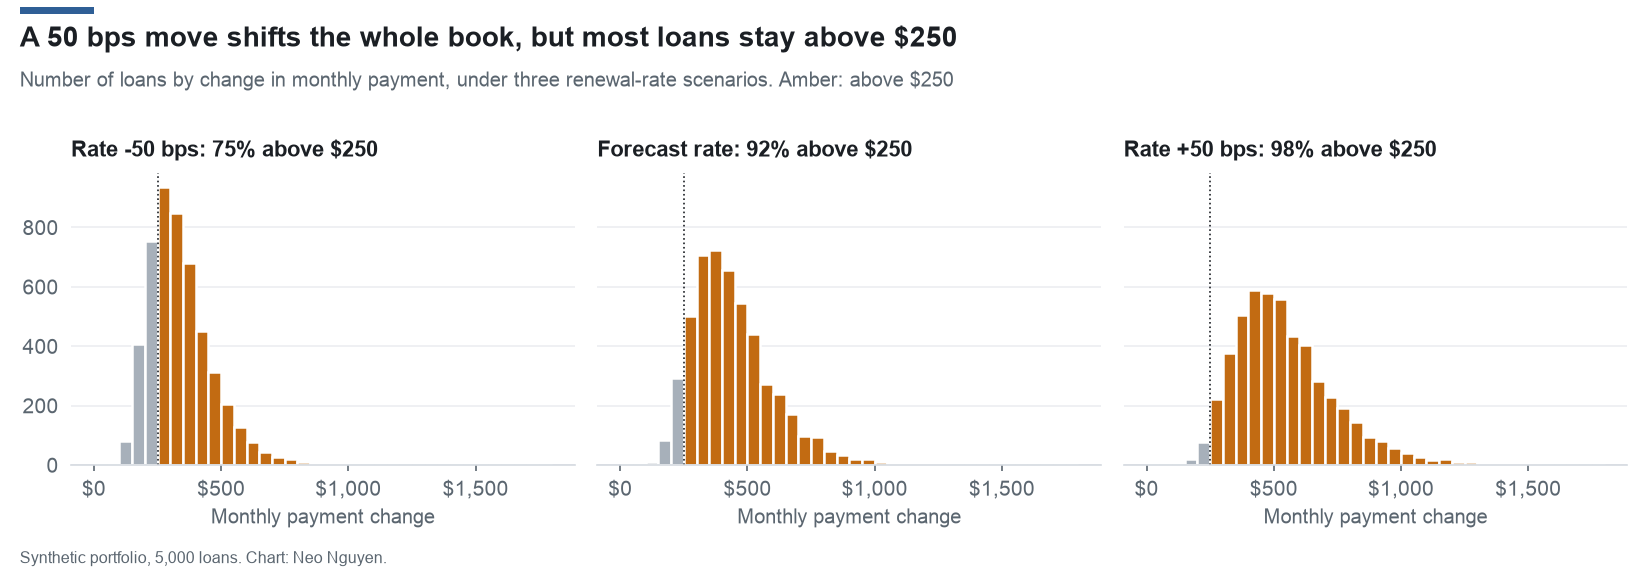 A 50 bps move shifts the whole book, but most loans stay above $250
Number of loans by change in monthly payment, under three renewal-rate scenarios. Amber: above $250
Rate -50 bps: 75% above $250
800
600
400
200
0
$0 $500 $1,000 $1,500
Monthly payment change
Forecast rate: 92% above $250
$0 $500 $1,000 $1,500
Monthly payment change
Rate +50 bps: 98% above $250
$0 $500 $1,000 $1,500
Monthly payment change
Synthetic portfolio, 5,000 loans. Chart: Neo Nguyen.